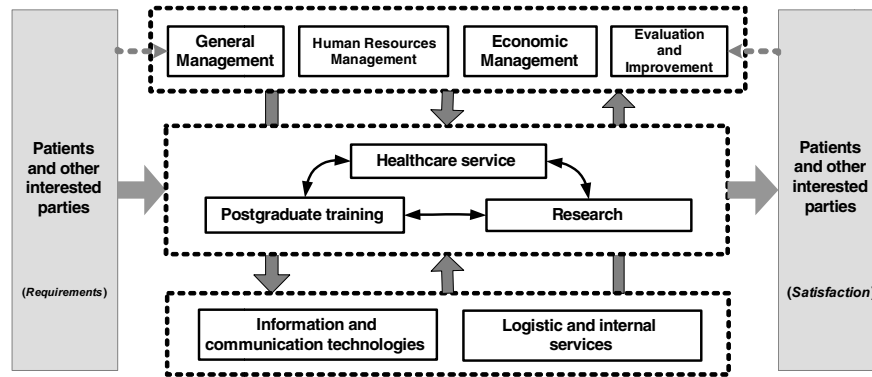 General
Management
Human Resources
Management
Economic
Management
Evaluation
and
Improvement
Patients
and other
interested
parties
(Requirements)
Healthcare service
Postgraduate training
Research
Patients
and other
interested
parties
(Satisfaction)
Information and
communication technologies
Logistic and internal
services